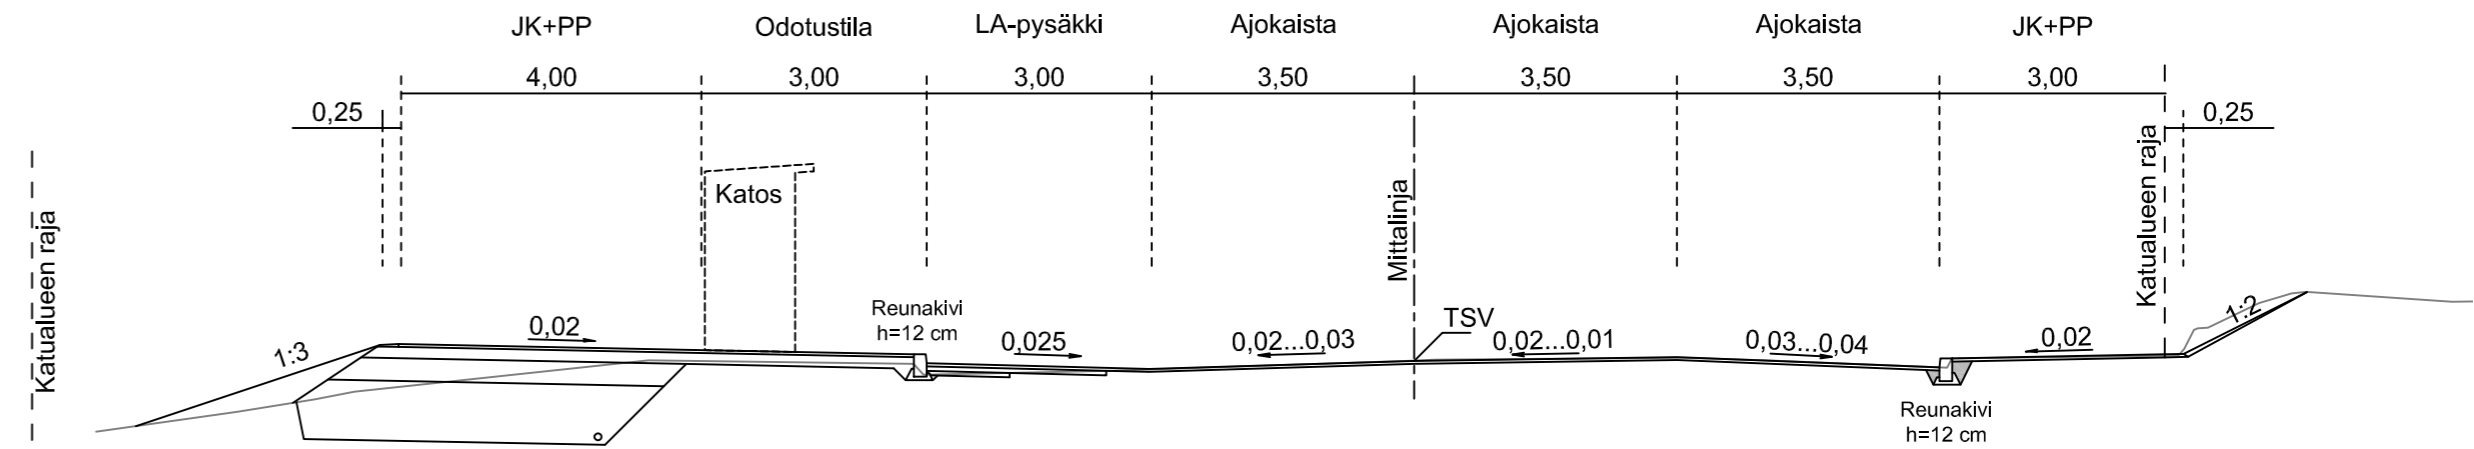 JK+PP Odotustila LA-pysäkki Ajokaista Ajokaista Ajokaista JK+PP
4,00 3,00 3,00 3,50 3,50 3,50 3,00
0,25 0,25
Katualueen raja
Katos
Mittalinja
Katualueen raja
Reunakivi
h=12 cm
TSV
1:3 0,02 0,025 0,02...0,03 0,02...0,01 0,03...0,04 0,02 1:2
Reunakivi
h=12 cm